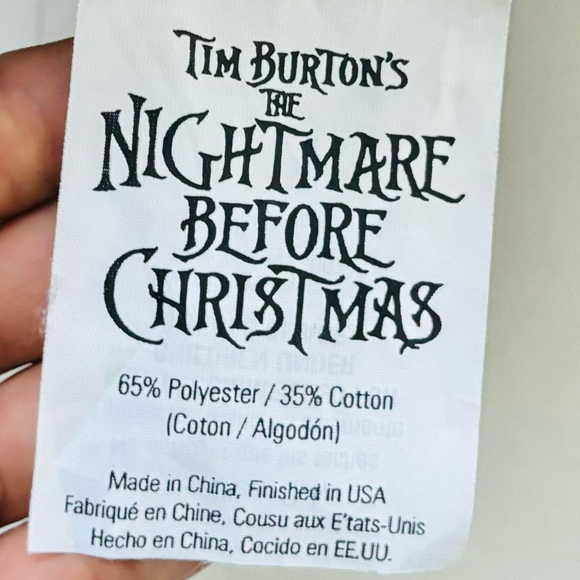 TIM BURTON'S
THE
NIGHTMARE
BEFORE
CHRISTMAS
65% Polyester / 35% Cotton
(Coton / Algodón)
Made in China, Finished in USA
Fabriqué en Chine, Cousu aux E'tats-Unis
Hecho en China, Cocido en EE.UU.